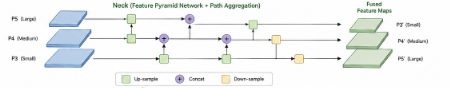 Neck (Feature Pyramid Network + Path Aggregation)
Fused
Feature Maps
P5 (Large)
P4 (Medium)
P3 (Small)
P3' (Small)
P4' (Medium)
P5' (Large)
Up-sample
Concat
Down-sample